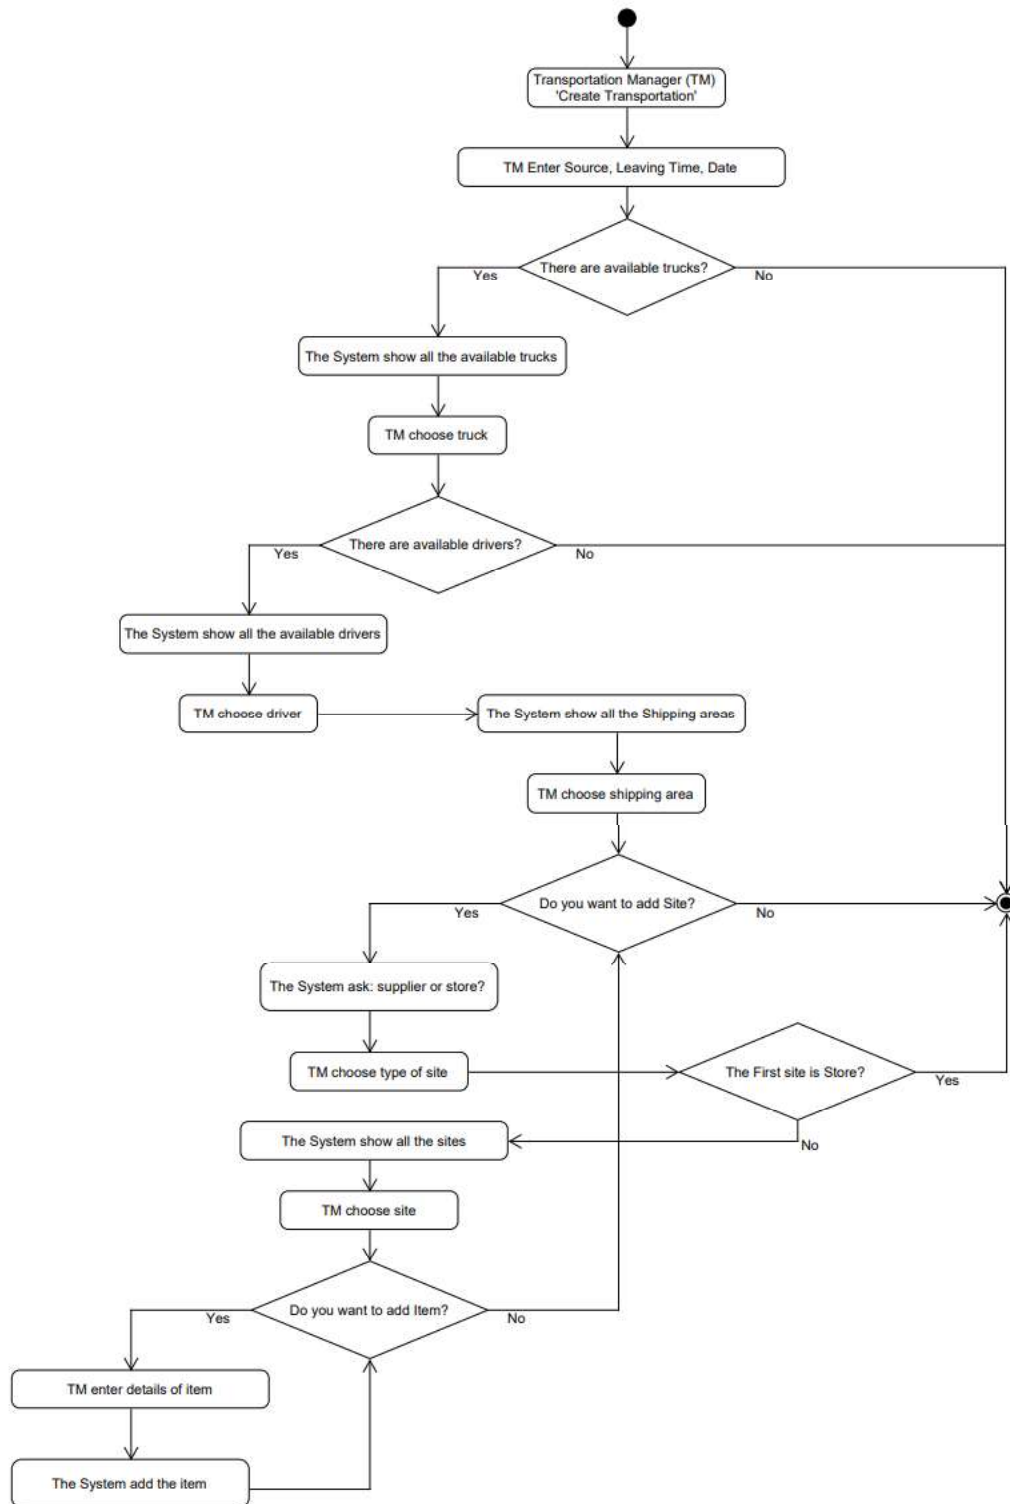 Transportation Manager (TM)
'Create Transportation'
TM Enter Source, Leaving Time, Date
There are available trucks?
Yes
No
The System show all the available trucks
TM choose truck
There are available drivers?
Yes
No
The System show all the available drivers
TM choose driver
The System show all the Shipping areas
TM choose shipping area
Do you want to add Site?
Yes
No
The System ask: supplier or store?
TM choose type of site
The First site is Store?
Yes
No
The System show all the sites
TM choose site
Do you want to add Item?
Yes
No
TM enter details of item
The System add the item